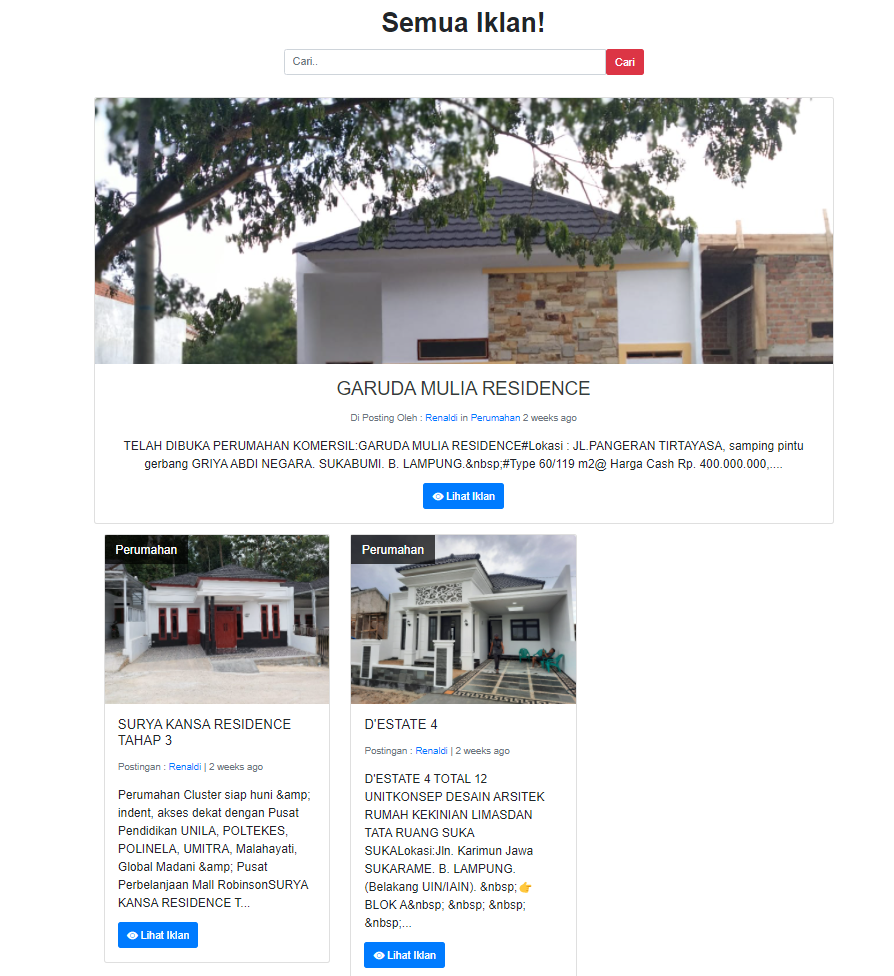 Semua Iklan!
Cari..
Cari
GARUDA MULIA RESIDENCE
Di Posting Oleh : Renaldi in Perumahan 2 weeks ago
TELAH DIBUKA PERUMAHAN KOMERSIL:GARUDA MULIA RESIDENCE#Lokasi : JL.PANGERAN TIRTAYASA, samping pintu
gerbang GRIYA ABDI NEGARA. SUKABUMI. B. LAMPUNG.&nbsp;#Type 60/119 m2@ Harga Cash Rp. 400.000.000,....
Lihat Iklan
Perumahan
SURYA KANSA RESIDENCE
TAHAP 3
Postingan : Renaldi | 2 weeks ago
Perumahan Cluster siap huni &amp;
indent, akses dekat dengan Pusat
Pendidikan UNILA, POLTEKES,
POLINELA, UMITRA, Malahayati,
Global Madani &amp; Pusat
Perbelanjaan Mall RobinsonSURYA
KANSA RESIDENCE T...
Lihat Iklan
Perumahan
D'ESTATE 4
Postingan : Renaldi | 2 weeks ago
D'ESTATE 4 TOTAL 12
UNITKONSEP DESAIN ARSITEK
RUMAH KEKINIAN LIMASDAN
TATA RUANG SUKA
SUKALokasi:Jln. Karimun Jawa
SUKARAME. B. LAMPUNG.
(Belakang UIN/IAIN). &nbsp;👉
BLOK A&nbsp; &nbsp; &nbsp;
&nbsp;...
Lihat Iklan